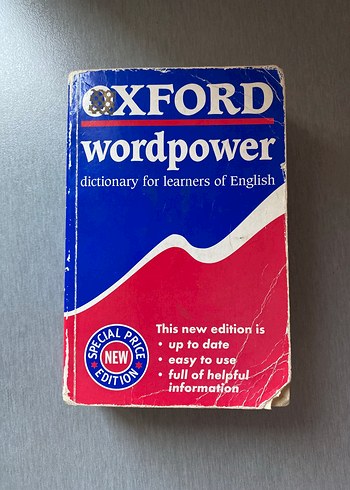 OXFORD
wordpower
dictionary for learners of English
This new edition is
• up to date
• easy to use
• full of helpful
information
SPECIAL PRICE
NEW
EDITION